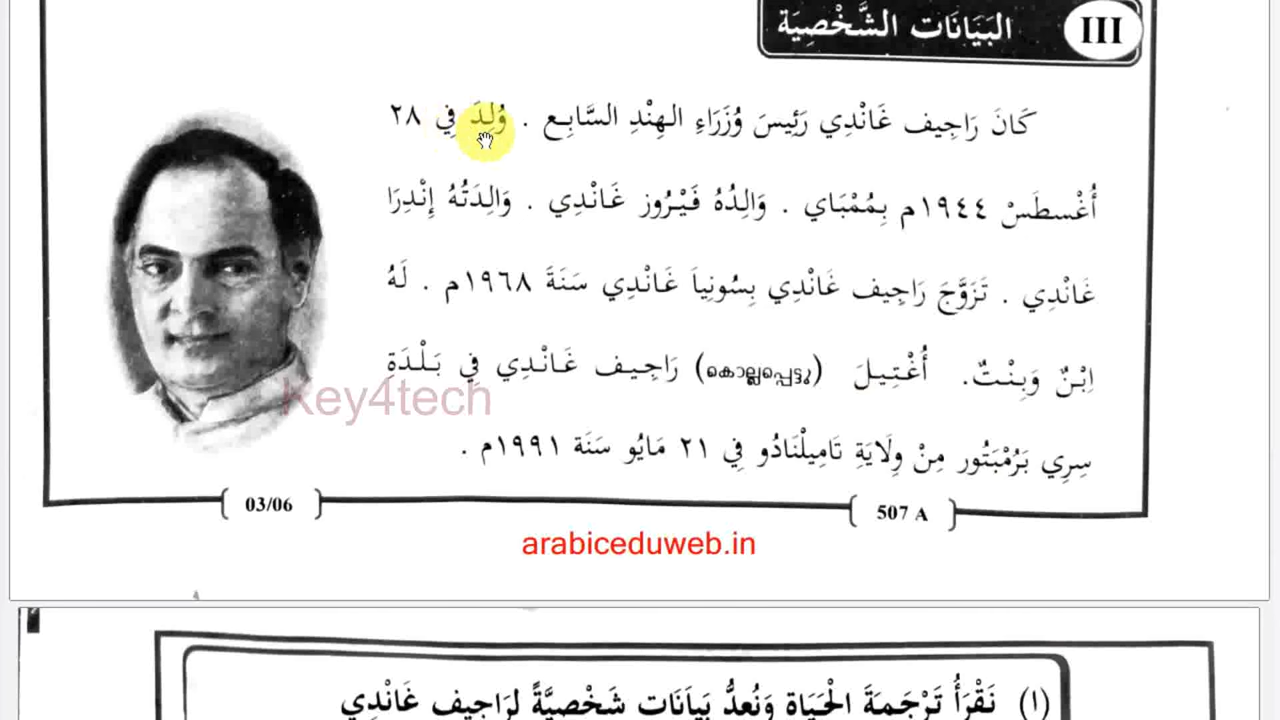 III البَيَانَات الشَّخْصِيَّة
كَانَ رَاجِيف غَانْدِي رَئِيسَ وُزَرَاءِ الهِنْدِ السَّابِع . وُلِدَ فِي ٢٨
أُغْسطَسْ ١٩٤٤م بِمُمْبَاي . وَالِدُهُ فَيْرُوز غَانْدِي . وَالِدَتُهُ إِنْدِرَا
غَانْدِي . تَزَوَّجَ رَاجِيف غَانْدِي بِسُونِيَا غَانْدِي سَنَةَ ١٩٦٨م . لَهُ
اِبْنٌ وَبِنْتٌ. اُغْتِيلَ (കൊല്ലപ്പെട്ടു) رَاجِيف غَانْدِي فِي بَلْدَة
سِرِي بَرُمْبَتُور مِنْ وِلَايَةِ تَامِيلْنَادُو فِي ٢١ مَايُو سَنَة ١٩٩١م .
Key4tech
03/06
507 A
arabiceduweb.in
(١) نَقْرَأُ تَرْجَمَةَ الْحَيَاة وَنُعدُّ بَيَانَات شَخْصِيَّةً لِرَاجِيف غَانْدِي